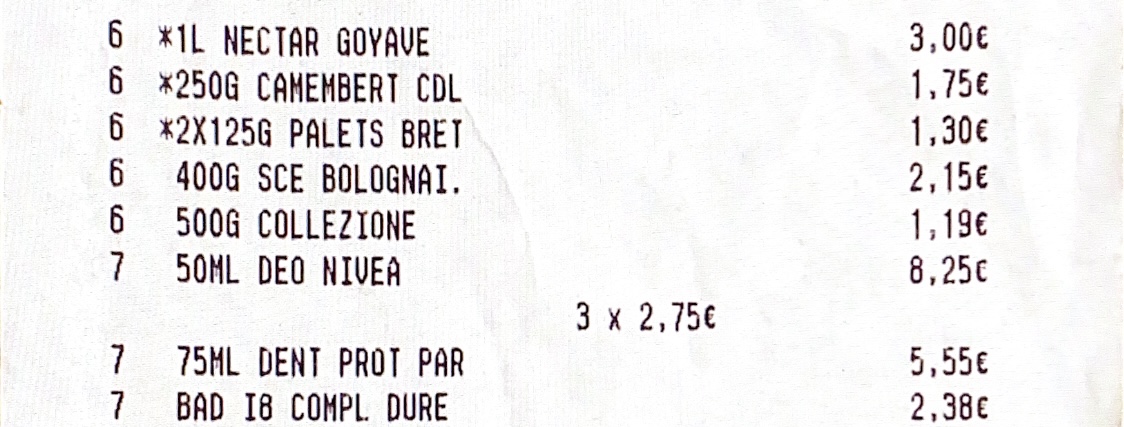 6 *1L NECTAR GOYAVE 3,00€
6 *250G CAMEMBERT CDL 1,75€
6 *2X125G PALETS BRET 1,30€
6 400G SCE BOLOGNAI. 2,15€
6 500G COLLEZIONE 1,19€
7 50ML DEO NIVEA 8,25€
3 x 2,75€
7 75ML DENT PROT PAR 5,55€
7 BAD I8 COMPL DURE 2,38€